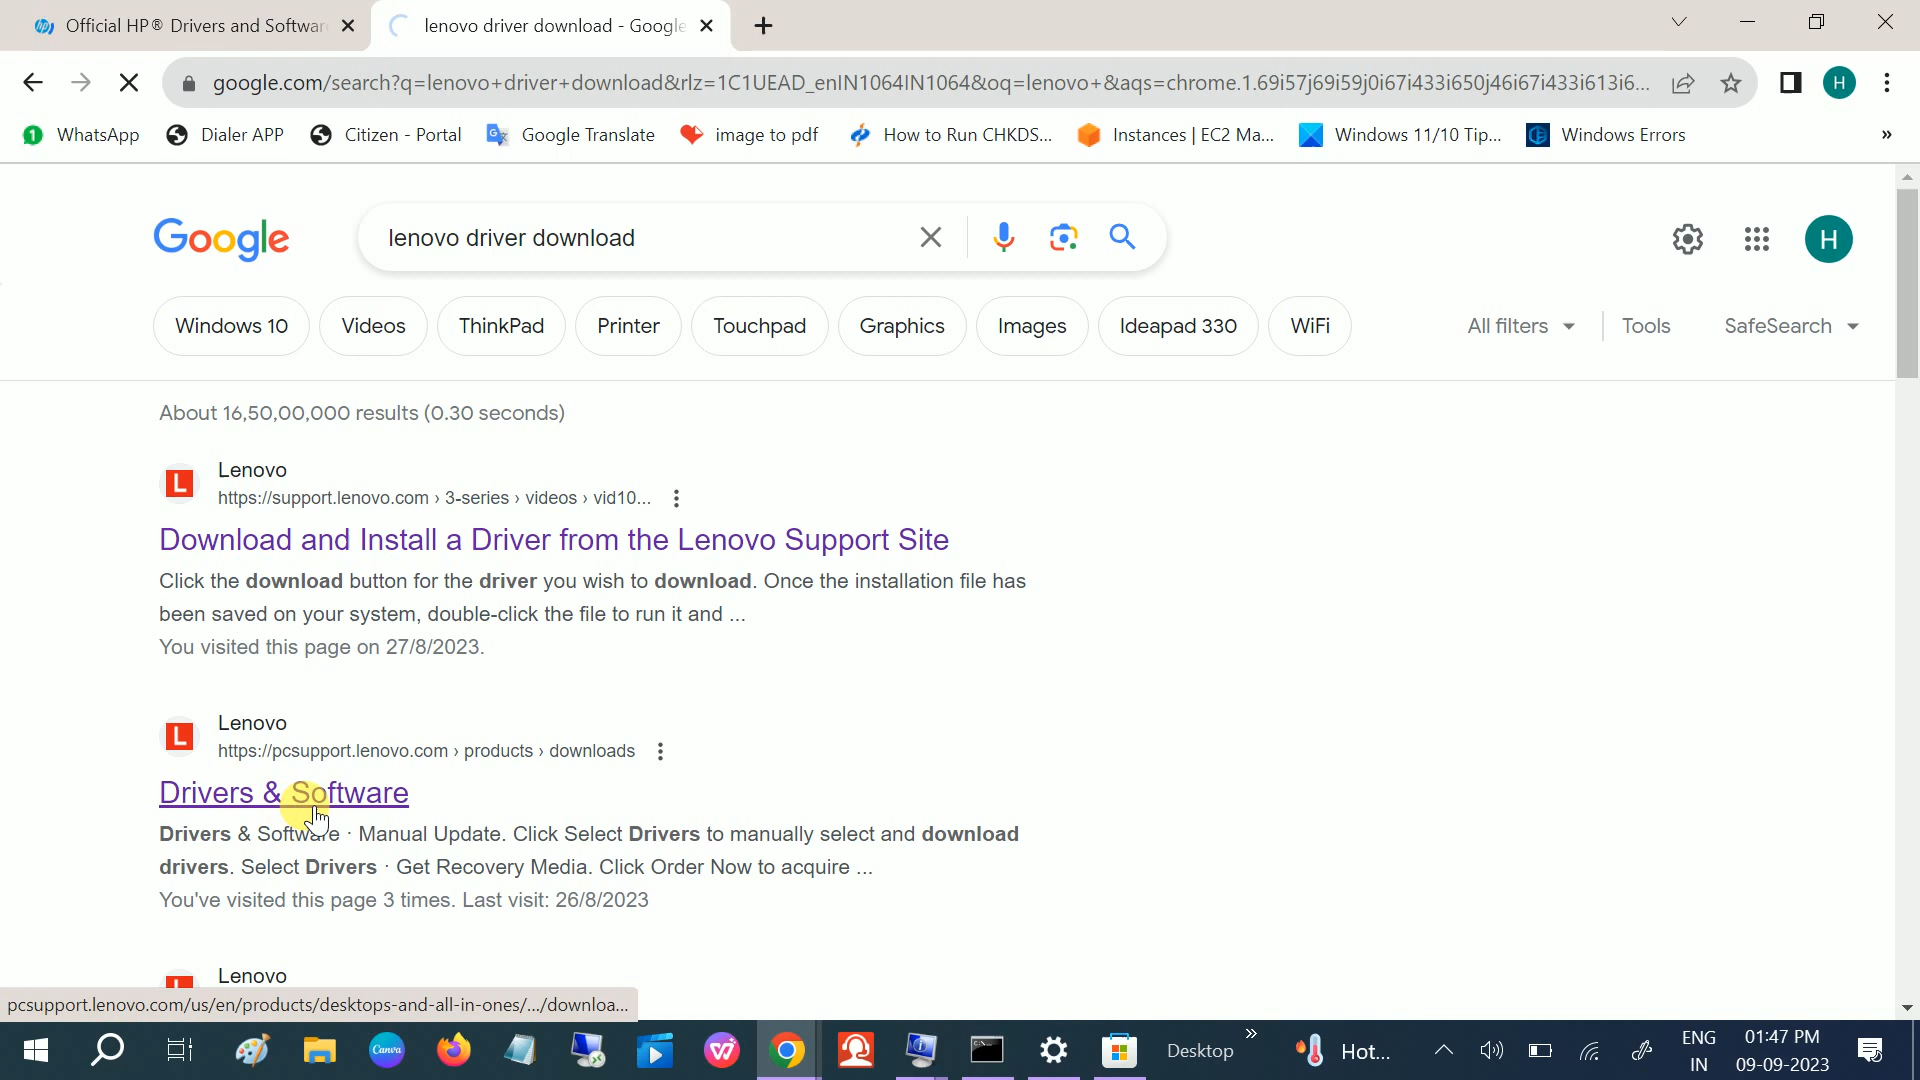 Official HP® Drivers and Softwar
lenovo driver download - Google
google.com/search?q=lenovo+driver+download&rlz=1C1UEAD_enIN1064IN1064&oq=lenovo+&aqs=chrome.1.69i57j69i59j0i67i433i650j46i67i433i613i6...
H
WhatsApp
Dialer APP
Citizen - Portal
Google Translate
image to pdf
How to Run CHKDS...
Instances | EC2 Ma...
Windows 11/10 Tip...
Windows Errors
»
Google
lenovo driver download
H
Windows 10
Videos
ThinkPad
Printer
Touchpad
Graphics
Images
Ideapad 330
WiFi
All filters
Tools
SafeSearch
About 16,50,00,000 results (0.30 seconds)
L
Lenovo
https://support.lenovo.com › 3-series › videos › vid10...
Download and Install a Driver from the Lenovo Support Site
Click the download button for the driver you wish to download. Once the installation file has
been saved on your system, double-click the file to run it and ...
You visited this page on 27/8/2023.
L
Lenovo
https://pcsupport.lenovo.com › products › downloads
Drivers & Software
Drivers & Software · Manual Update. Click Select Drivers to manually select and download
drivers. Select Drivers · Get Recovery Media. Click Order Now to acquire ...
You've visited this page 3 times. Last visit: 26/8/2023
Lenovo
pcsupport.lenovo.com/us/en/products/desktops-and-all-in-ones/.../downloa...
Canva
Desktop
»
Hot...
ENG
IN
01:47 PM
09-09-2023